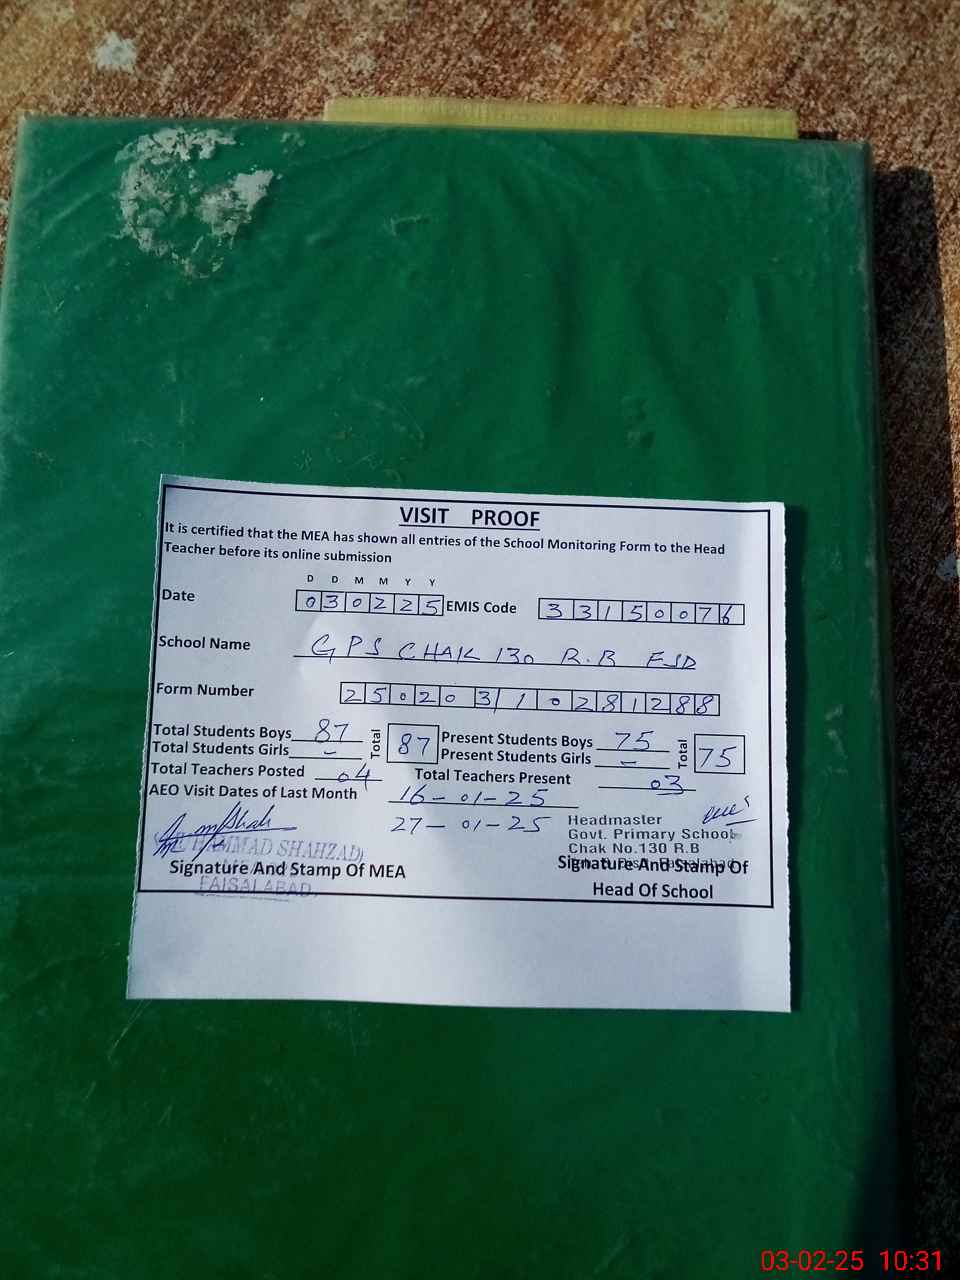 VISIT PROOF
It is certified that the MEA has shown all entries of the School Monitoring Form to the Head
Teacher before its online submission
D D M M Y Y
Date 030225 EMIS Code 33150076
School Name GPS CHAK 130 R.B FSD
Form Number 2502031028 1288
Total Students Boys 87 Total 87 Present Students Boys 75 Total 75
Total Students Girls - Present Students Girls -
Total Teachers Posted 04 Total Teachers Present 03
AEO Visit Dates of Last Month 16-01-25
27-01-25
Headmaster
Govt. Primary School
Chak No.130 R.B
MUHAMMAD SHAHZAD
Signature And Stamp Of MEA
FAISALABAD
Signature And Stamp Of
Head Of School
03-02-25 10:31